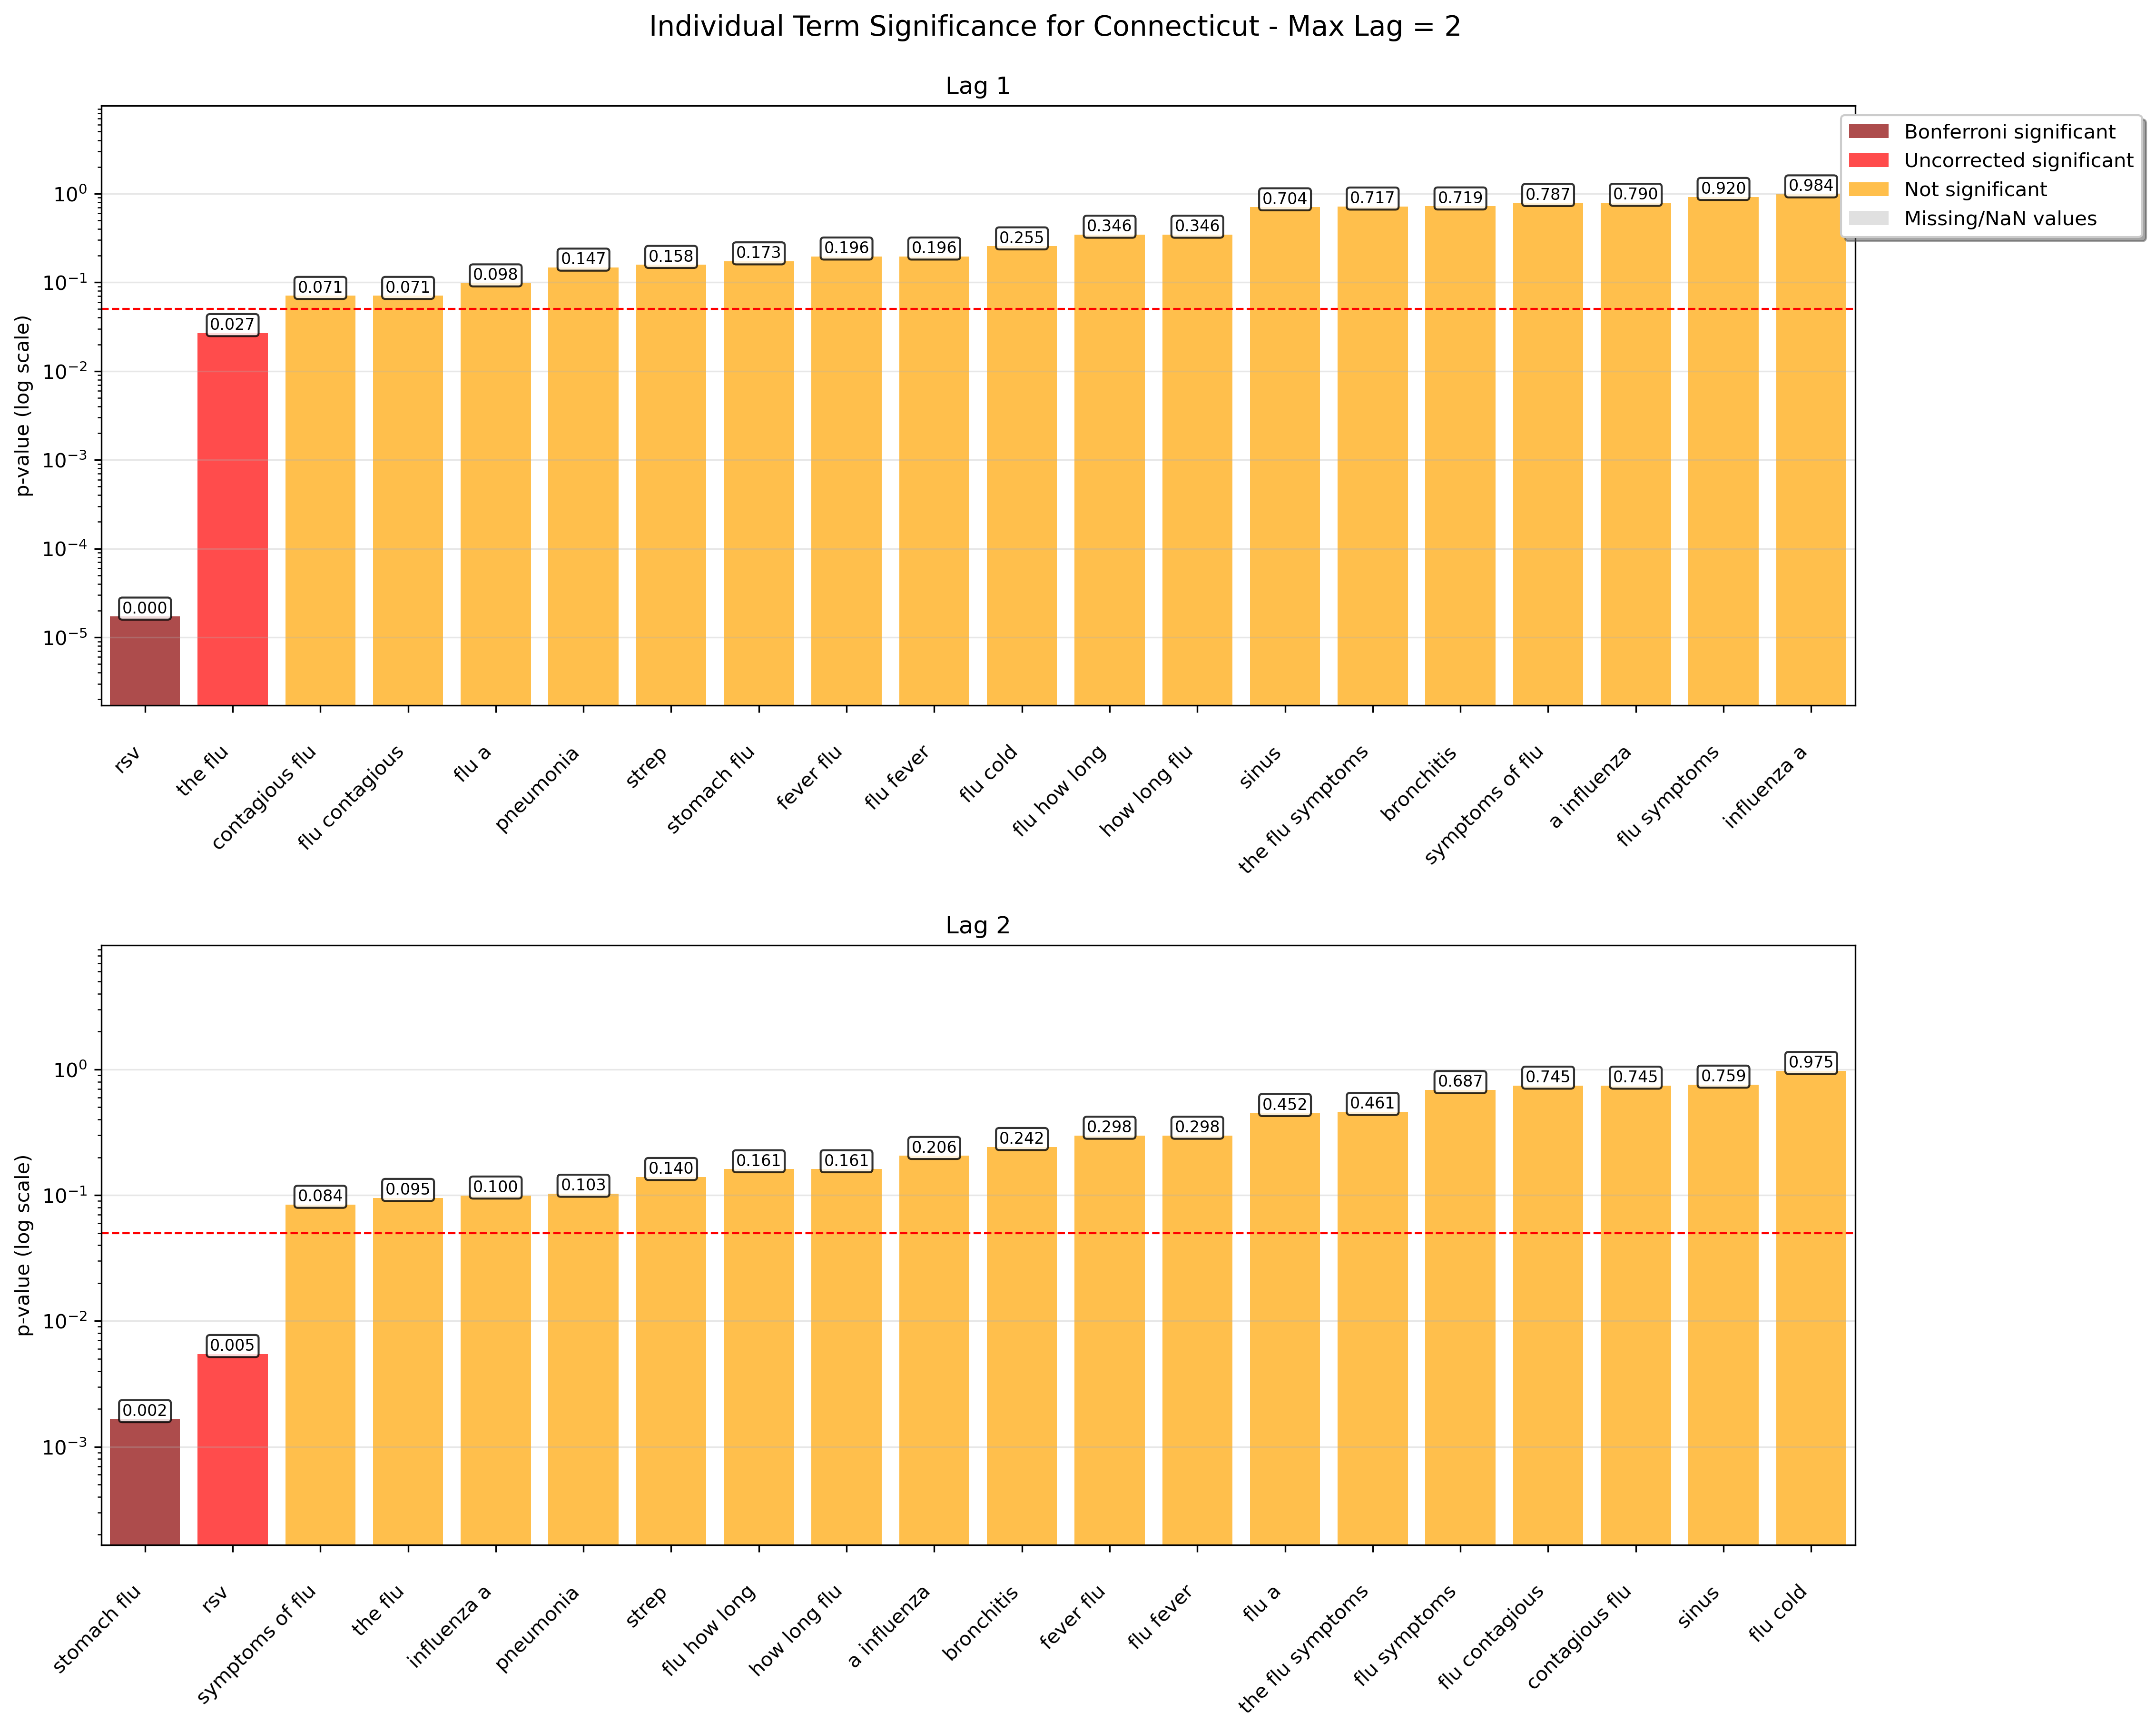 Individual Term Significance for Connecticut - Max Lag = 2
Lag 1
Bonferroni significant
Uncorrected significant
Not significant
Missing/NaN values
p-value (log scale)
10⁰
10⁻¹
10⁻²
10⁻³
10⁻⁴
10⁻⁵
0.000
0.027
0.071
0.071
0.098
0.147
0.158
0.173
0.196
0.196
0.255
0.346
0.346
0.704
0.717
0.719
0.787
0.790
0.920
0.984
rsv
the flu
contagious flu
flu contagious
flu a
pneumonia
strep
stomach flu
fever flu
flu fever
flu cold
flu how long
how long flu
sinus
the flu symptoms
bronchitis
symptoms of flu
a influenza
flu symptoms
influenza a
Lag 2
p-value (log scale)
10⁰
10⁻¹
10⁻²
10⁻³
0.002
0.005
0.084
0.095
0.100
0.103
0.140
0.161
0.161
0.206
0.242
0.298
0.298
0.452
0.461
0.687
0.745
0.745
0.759
0.975
stomach flu
rsv
symptoms of flu
the flu
influenza a
pneumonia
strep
flu how long
how long flu
a influenza
bronchitis
fever flu
flu fever
flu a
the flu symptoms
flu symptoms
flu contagious
contagious flu
sinus
flu cold